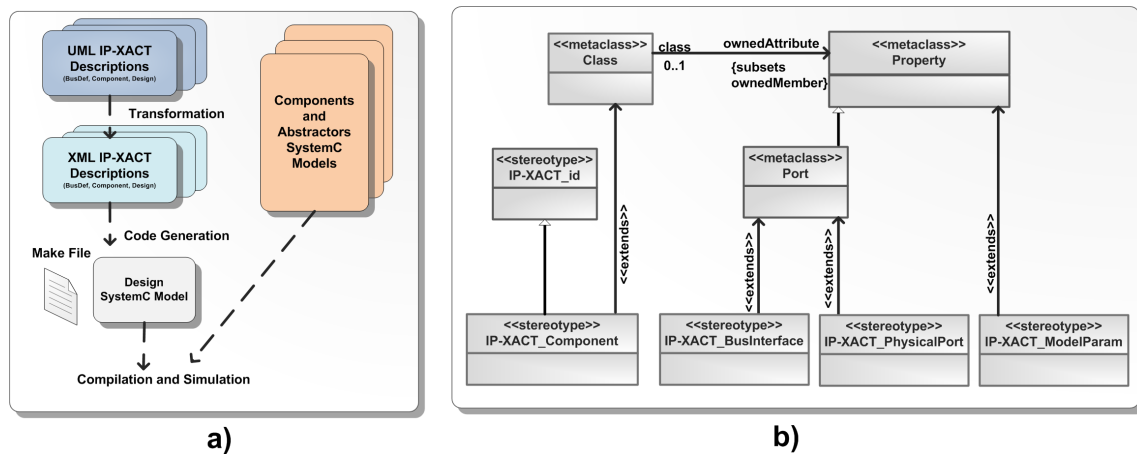 UML IP-XACT
Descriptions
(BusDef, Component, Design)
Transformation
XML IP-XACT
Descriptions
(BusDef, Component, Design)
Code Generation
Make File
Design
SystemC Model
Compilation and Simulation
Components
and
Abstractors
SystemC
Models
a)
<<metaclass>>
Class
class
0..1
ownedAttribute
{subsets
ownedMember}
<<metaclass>>
Property
<<stereotype>>
IP-XACT_id
<<metaclass>>
Port
<<extends>>
<<extends>>
<<extends>>
<<extends>>
<<stereotype>>
IP-XACT_Component
<<stereotype>>
IP-XACT_BusInterface
<<stereotype>>
IP-XACT_PhysicalPort
<<stereotype>>
IP-XACT_ModelParam
b)